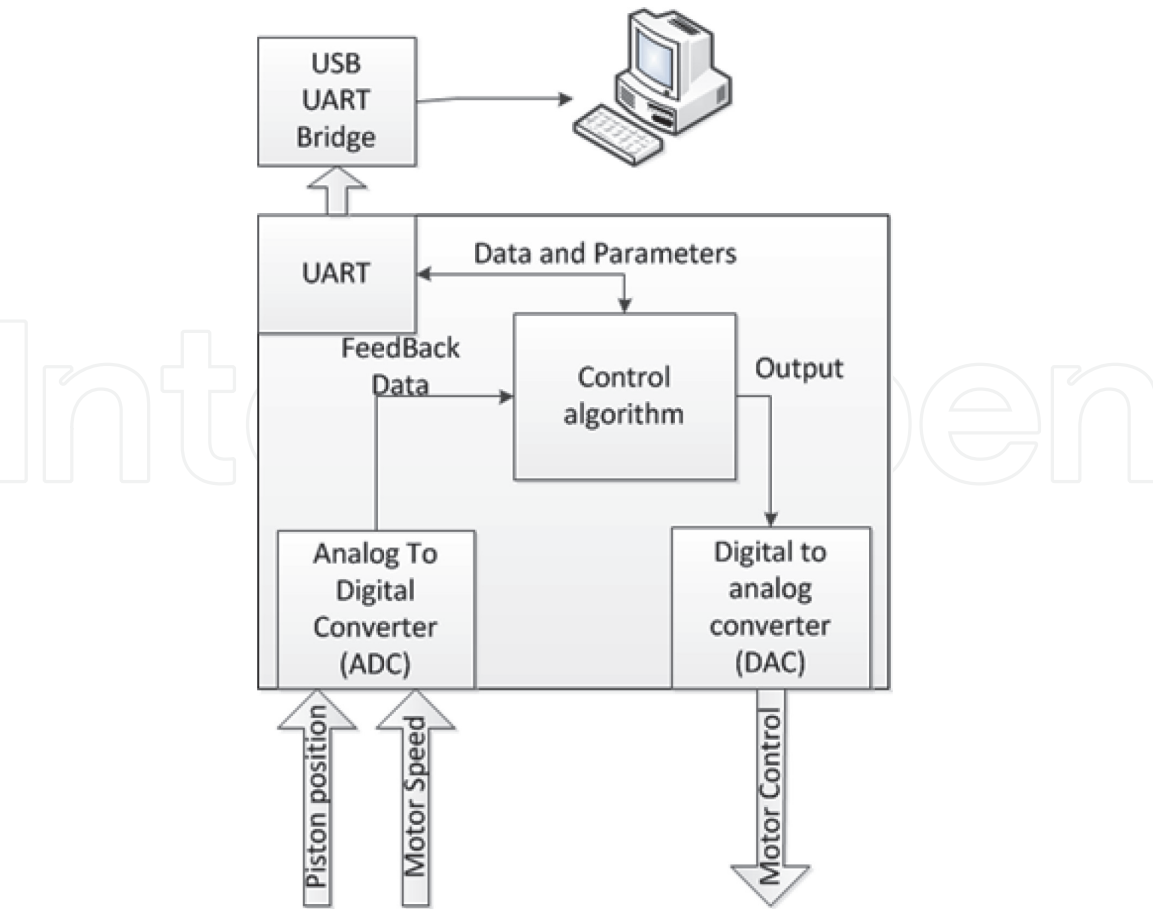 USB
UART
Bridge
UART
Data and Parameters
FeedBack
Data
Control
algorithm
Output
Analog To
Digital
Converter
(ADC)
Digital to
analog
converter
(DAC)
Piston position
Motor Speed
Motor Control